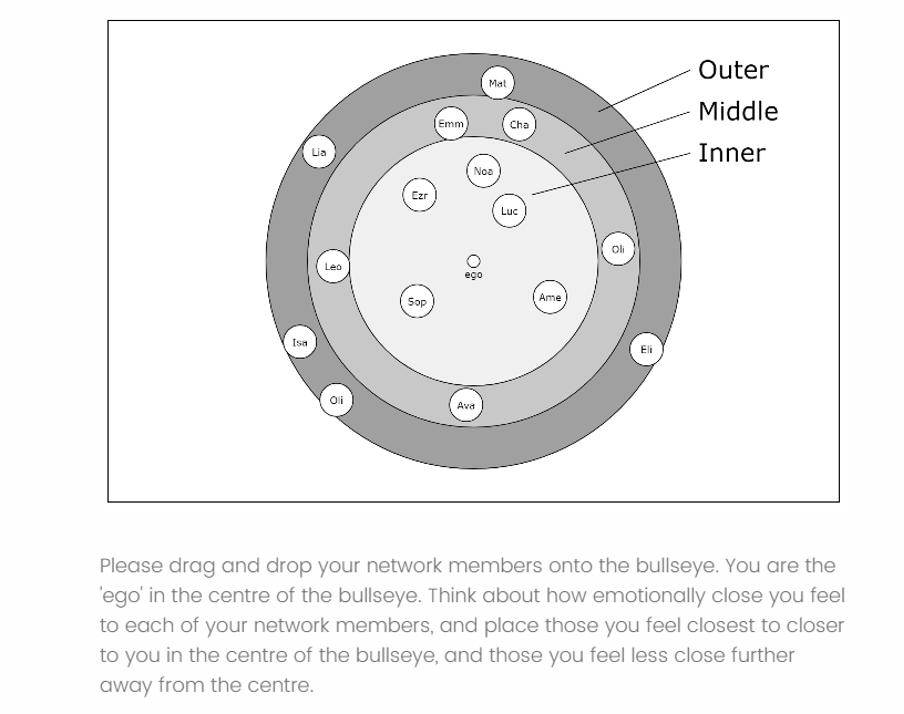 Outer
Mat
Middle
Emm
Cha
Lia
Inner
Noa
Ezr
Luc
Oli
Leo
ego
Ame
Sop
Isa
Eli
Oli
Ava
Please drag and drop your network members onto the bullseye. You are the
'ego' in the centre of the bullseye. Think about how emotionally close you feel
to each of your network members, and place those you feel closest to closer
to you in the centre of the bullseye, and those you feel less close further
away from the centre.